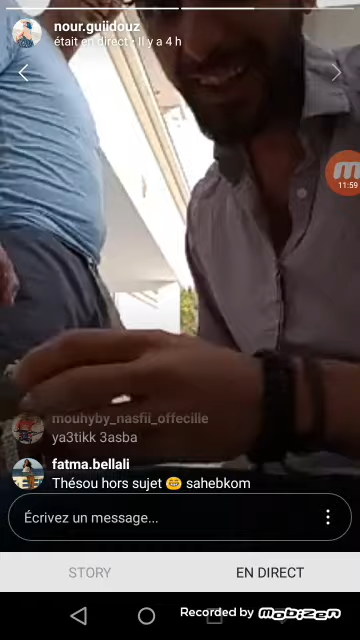 nour.guiidouz
était en direct • Il y a 4 h
11:59
mouhyby_nasfii_offecille
ya3tikk 3asba
fatma.bellali
Thésou hors sujet 😂 sahebkom
Écrivez un message...
STORY EN DIRECT
Recorded by mobizen